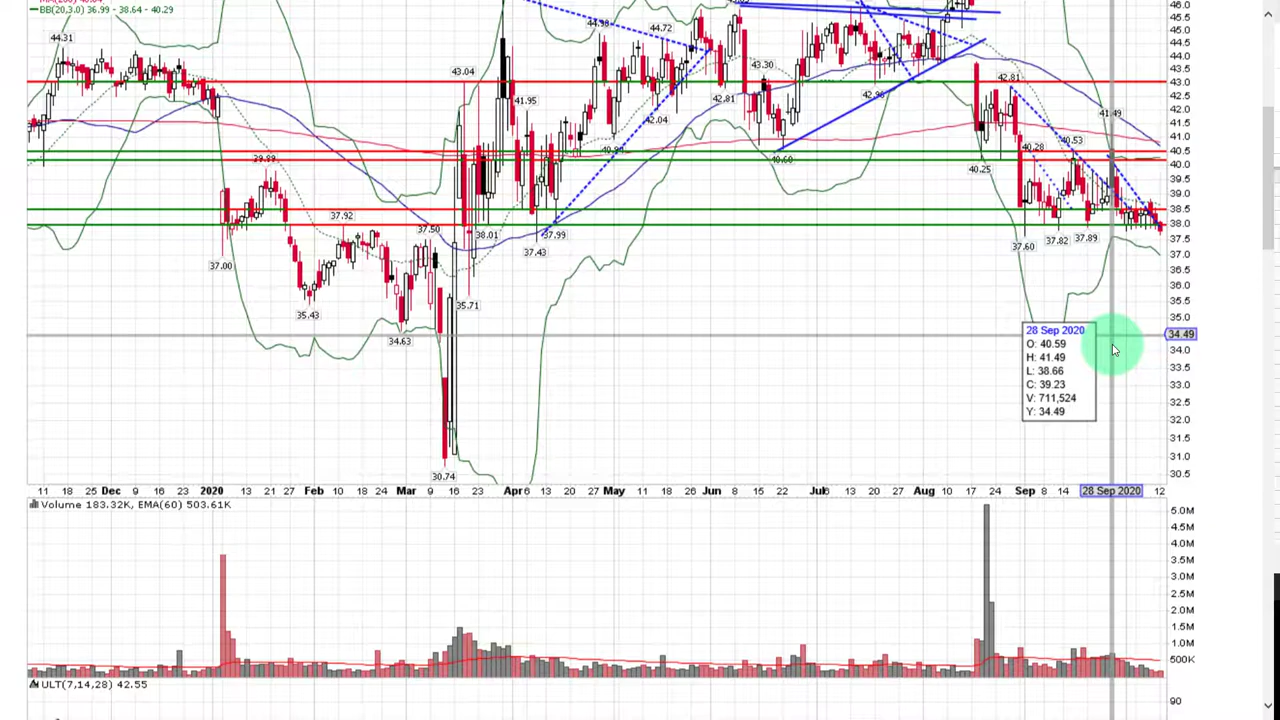 BB(20,3.0) 36.99 - 38.64 - 40.29
44.31
44.98
44.72
43.04
43.30
42.81
41.95
42.81
42.04
41.49
40.53
40.28
40.60
40.25
39.89
37.92
37.50
38.01
37.99
37.43
37.00
35.71
35.43
34.63
30.74
37.60
37.82
37.89
46.0
45.5
45.0
44.5
44.0
43.5
43.0
42.5
42.0
41.5
41.0
40.5
40.0
39.5
39.0
38.5
38.0
37.5
37.0
36.5
36.0
35.5
35.0
34.49
34.0
33.5
33.0
32.5
32.0
31.5
31.0
30.5
28 Sep 2020
O: 40.59
H: 41.49
L: 38.66
C: 39.23
V: 711,524
Y: 34.49
11 18 25 Dec 9 16 23 2020 13 21 27 Feb 10 18 24 Mar 9 16 23 Apr 6 13 20 27 May 11 18 26 Jun 8 15 22 Jul 6 13 20 27 Aug 10 17 24 Sep 8 14 28 Sep 2020 12
Volume 183.32K, EMA(60) 503.61K
5.0M
4.5M
4.0M
3.5M
3.0M
2.5M
2.0M
1.5M
1.0M
500K
ULT(7,14,28) 42.55
90